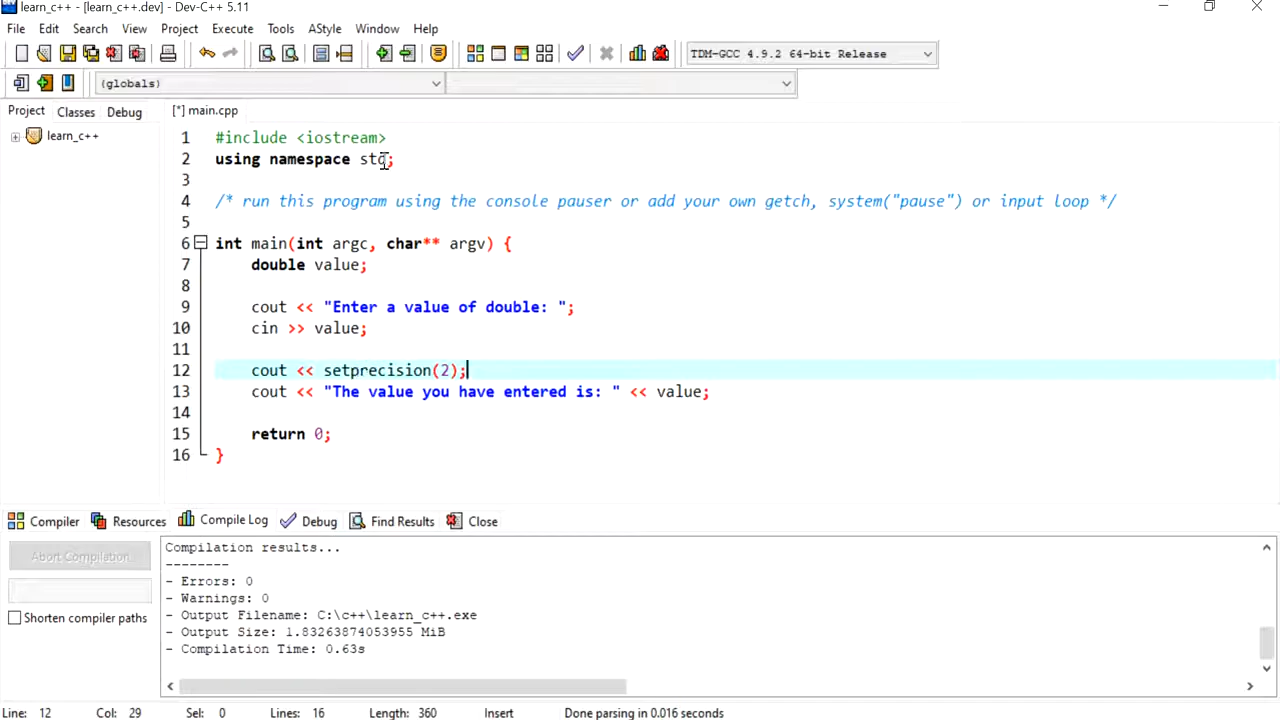 learn_c++ - [learn_c++.dev] - Dev-C++ 5.11
File Edit Search View Project Execute Tools AStyle Window Help
TDM-GCC 4.9.2 64-bit Release
(globals)
Project Classes Debug [*] main.cpp
learn_c++
1 #include <iostream>
2 using namespace std;
3
4 /* run this program using the console pauser or add your own getch, system("pause") or input loop */
5
6 int main(int argc, char** argv) {
7 double value;
8
9 cout << "Enter a value of double: ";
10 cin >> value;
11
12 cout << setprecision(2);
13 cout << "The value you have entered is: " << value;
14
15 return 0;
16 }
Compiler Resources Compile Log Debug Find Results Close
Abort Compilation
Shorten compiler paths
Compilation results...
--------
- Errors: 0
- Warnings: 0
- Output Filename: C:\c++\learn_c++.exe
- Output Size: 1.83263874053955 MiB
- Compilation Time: 0.63s
Line: 12 Col: 29 Sel: 0 Lines: 16 Length: 360 Insert Done parsing in 0.016 seconds